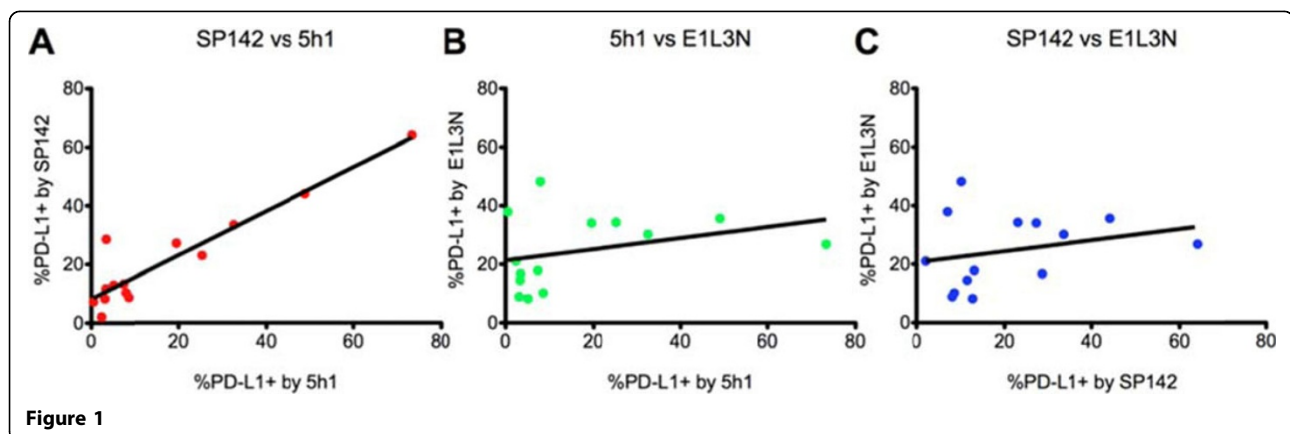 A
SP142 vs 5h1
%PD-L1+ by SP142
80
60
40
20
0
0 20 40 60 80
%PD-L1+ by 5h1
B
5h1 vs E1L3N
%PD-L1+ by E1L3N
80
60
40
20
0
0 20 40 60 80
%PD-L1+ by 5h1
C
SP142 vs E1L3N
%PD-L1+ by E1L3N
80
60
40
20
0
0 20 40 60 80
%PD-L1+ by SP142
Figure 1